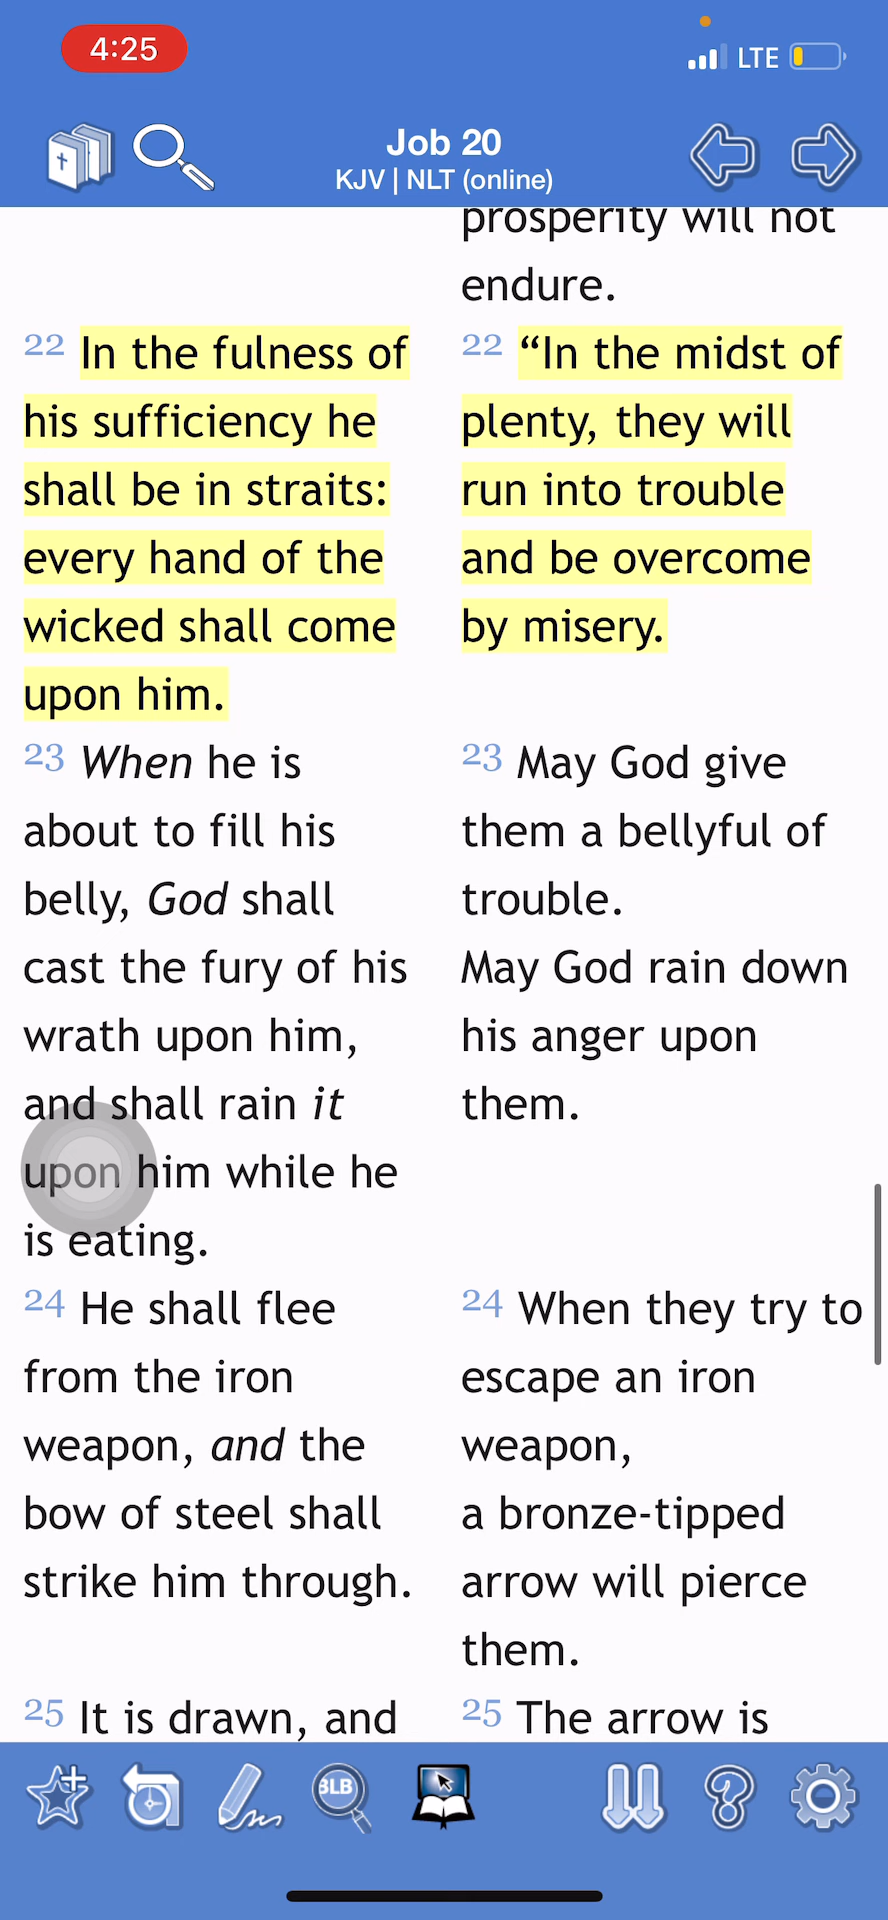 4:25
LTE
Job 20
KJV | NLT (online)
prosperity will not
endure.
22 In the fulness of
his sufficiency he
shall be in straits:
every hand of the
wicked shall come
upon him.
22 “In the midst of
plenty, they will
run into trouble
and be overcome
by misery.
23 When he is
about to fill his
belly, God shall
cast the fury of his
wrath upon him,
and shall rain it
upon him while he
is eating.
23 May God give
them a bellyful of
trouble.
May God rain down
his anger upon
them.
24 He shall flee
from the iron
weapon, and the
bow of steel shall
strike him through.
24 When they try to
escape an iron
weapon,
a bronze-tipped
arrow will pierce
them.
25 It is drawn, and
25 The arrow is
BLB